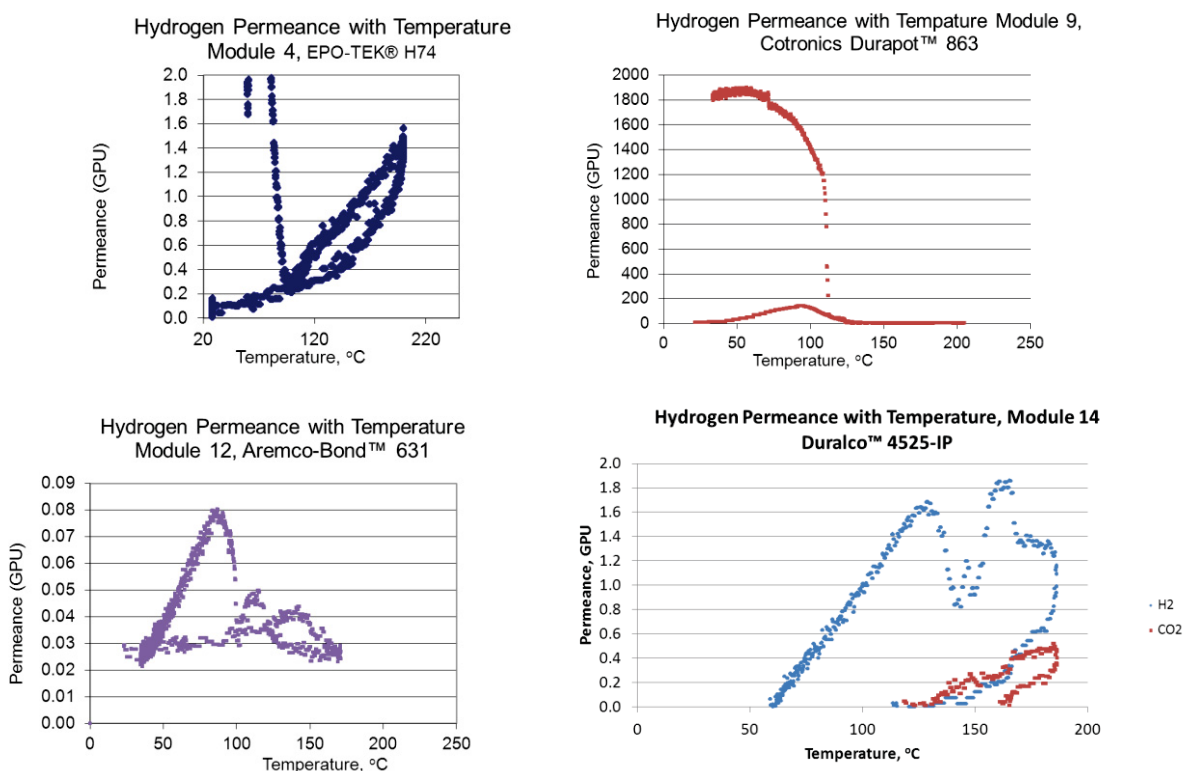 Hydrogen Permeance with Temperature
Module 4, EPO-TEK® H74
Permeance (GPU)
2.0
1.8
1.6
1.4
1.2
1.0
0.8
0.6
0.4
0.2
0.0
20 120 220
Temperature, °C
Hydrogen Permeance with Tempature Module 9,
Cotronics Durapot™ 863
Permeance (GPU)
2000
1800
1600
1400
1200
1000
800
600
400
200
0
0 50 100 150 200 250
Temperature, °C
Hydrogen Permeance with Temperature
Module 12, Aremco-Bond™ 631
Permeance (GPU)
0.09
0.08
0.07
0.06
0.05
0.04
0.03
0.02
0.01
0.00
0 50 100 150 200 250
Temperature, °C
Hydrogen Permeance with Temperature, Module 14
Duralco™ 4525-IP
Permeance, GPU
2.0
1.8
1.6
1.4
1.2
1.0
0.8
0.6
0.4
0.2
0.0
0 50 100 150 200
Temperature, °C
H2
CO2